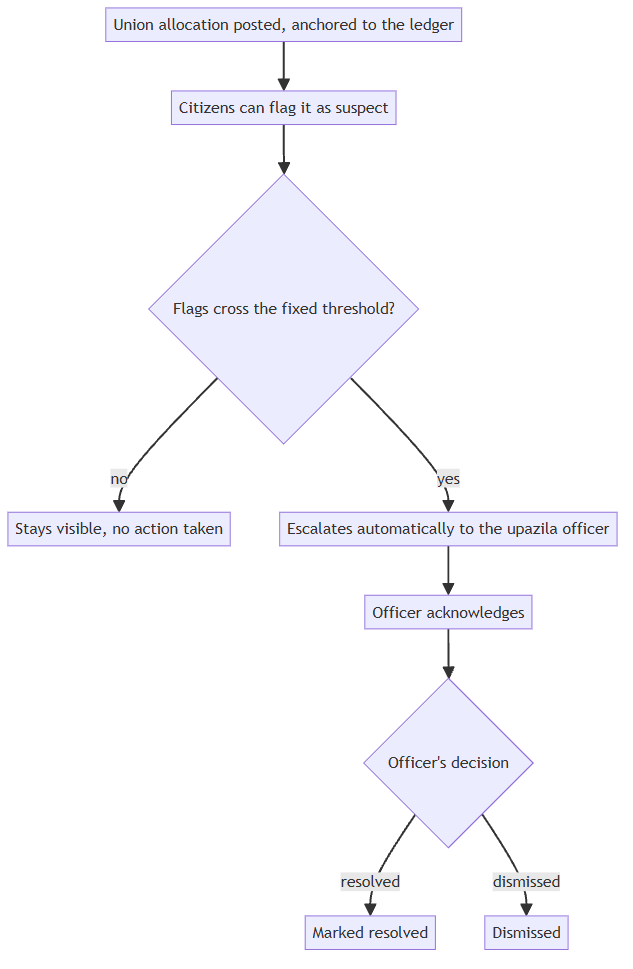 Union allocation posted, anchored to the ledger
Citizens can flag it as suspect
Flags cross the fixed threshold?
no
yes
Stays visible, no action taken
Escalates automatically to the upazila officer
Officer acknowledges
Officer's decision
resolved
dismissed
Marked resolved
Dismissed